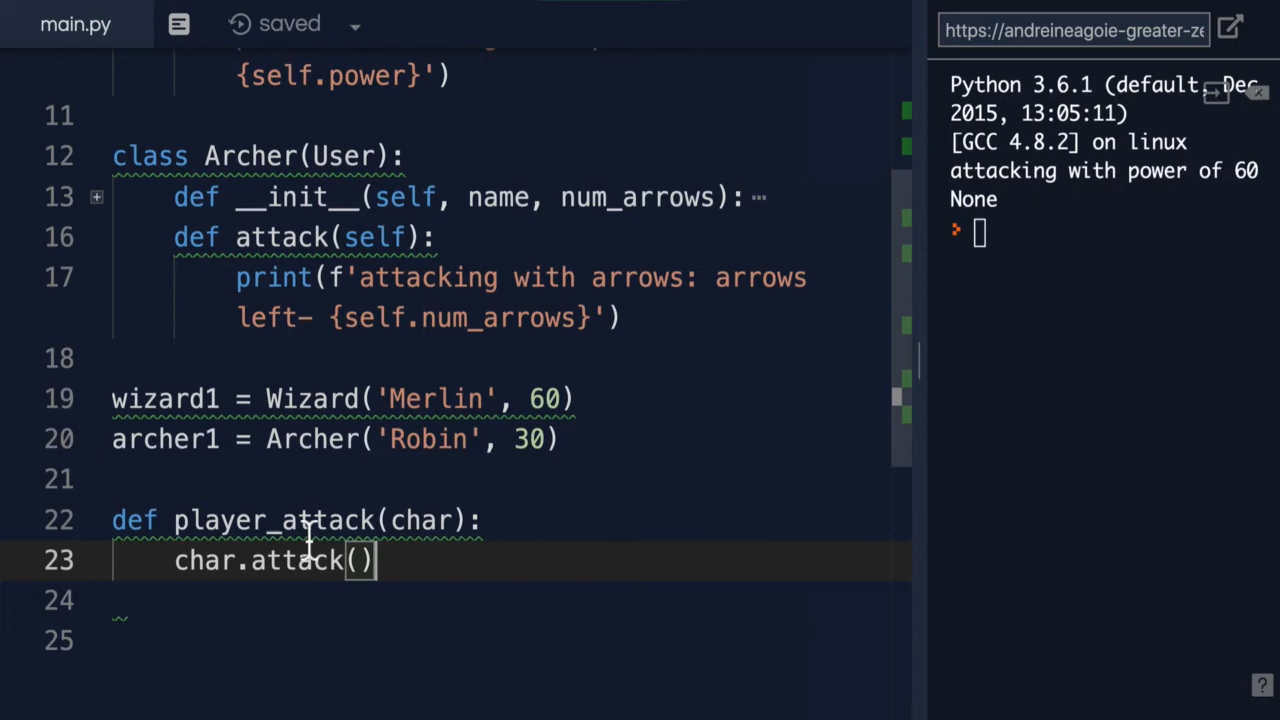 main.py saved
https://andreineagoie-greater-ze
{self.power}')
11
12 class Archer(User):
13 def __init__(self, name, num_arrows):
16 def attack(self):
17 print(f'attacking with arrows: arrows
left- {self.num_arrows}')
18
19 wizard1 = Wizard('Merlin', 60)
20 archer1 = Archer('Robin', 30)
21
22 def player_attack(char):
23 char.attack()
24
25
Python 3.6.1 (default, Dec
2015, 13:05:11)
[GCC 4.8.2] on linux
attacking with power of 60
None
?